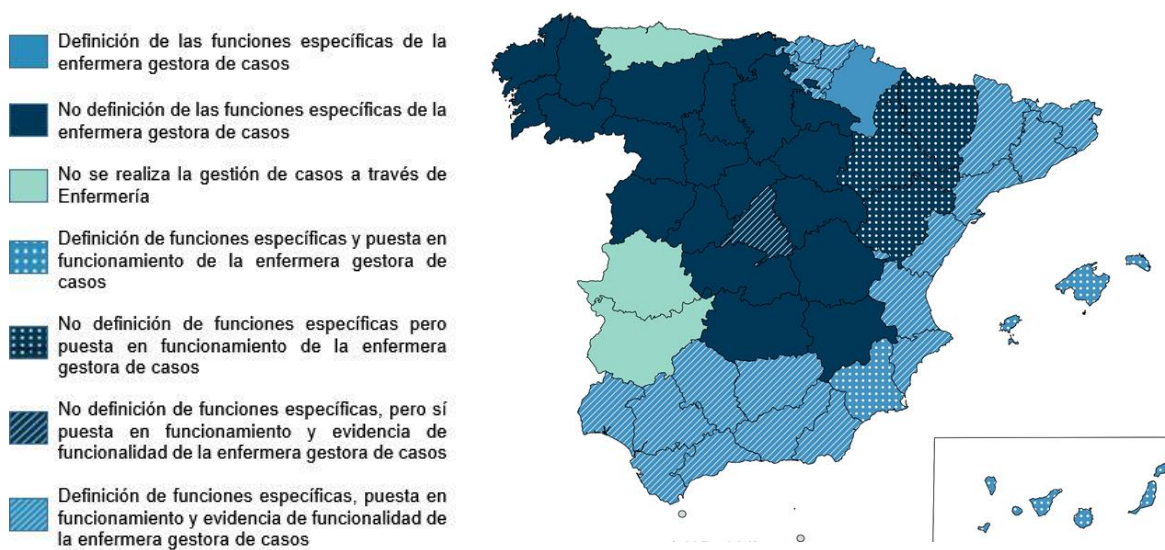 Definición de las funciones específicas de la
enfermera gestora de casos
No definición de las funciones específicas de la
enfermera gestora de casos
No se realiza la gestión de casos a través de
Enfermería
Definición de funciones específicas y puesta en
funcionamiento de la enfermera gestora de
casos
No definición de funciones específicas pero
puesta en funcionamiento de la enfermera
gestora de casos
No definición de funciones específicas, pero sí
puesta en funcionamiento y evidencia de
funcionalidad de la enfermera gestora de casos
Definición de funciones específicas, puesta en
funcionamiento y evidencia de funcionalidad de
la enfermera gestora de casos